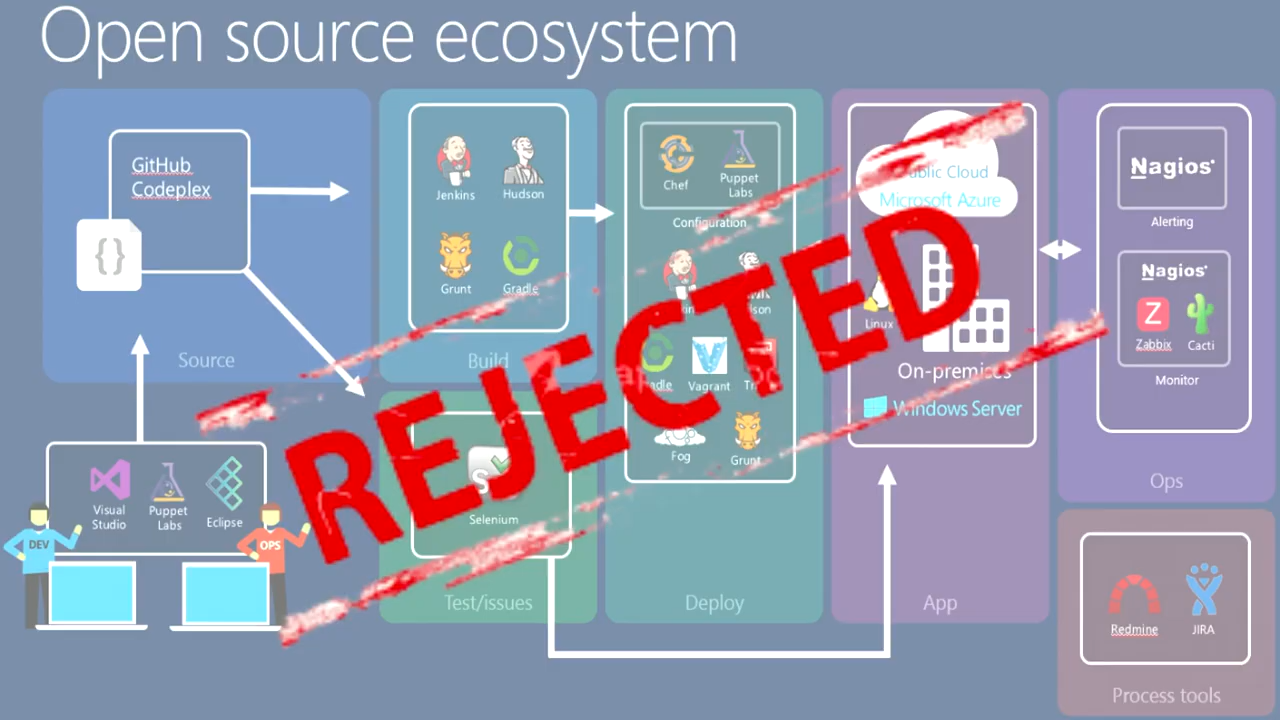 Open source ecosystem
GitHub
Codeplex
{ }
Source
Visual
Studio
Puppet
Labs
Eclipse
DEV
OPS
Jenkins
Hudson
Grunt
Gradle
Build
Selenium
Test/issues
Chef
Puppet
Labs
Configuration
Vagrant
Fog
Grunt
Deploy
Public Cloud
Microsoft Azure
Linux
On-premises
Windows Server
App
Nagios
Alerting
Nagios
Z
Zabbix
Cacti
Monitor
Ops
Redmine
JIRA
Process tools
REJECTED